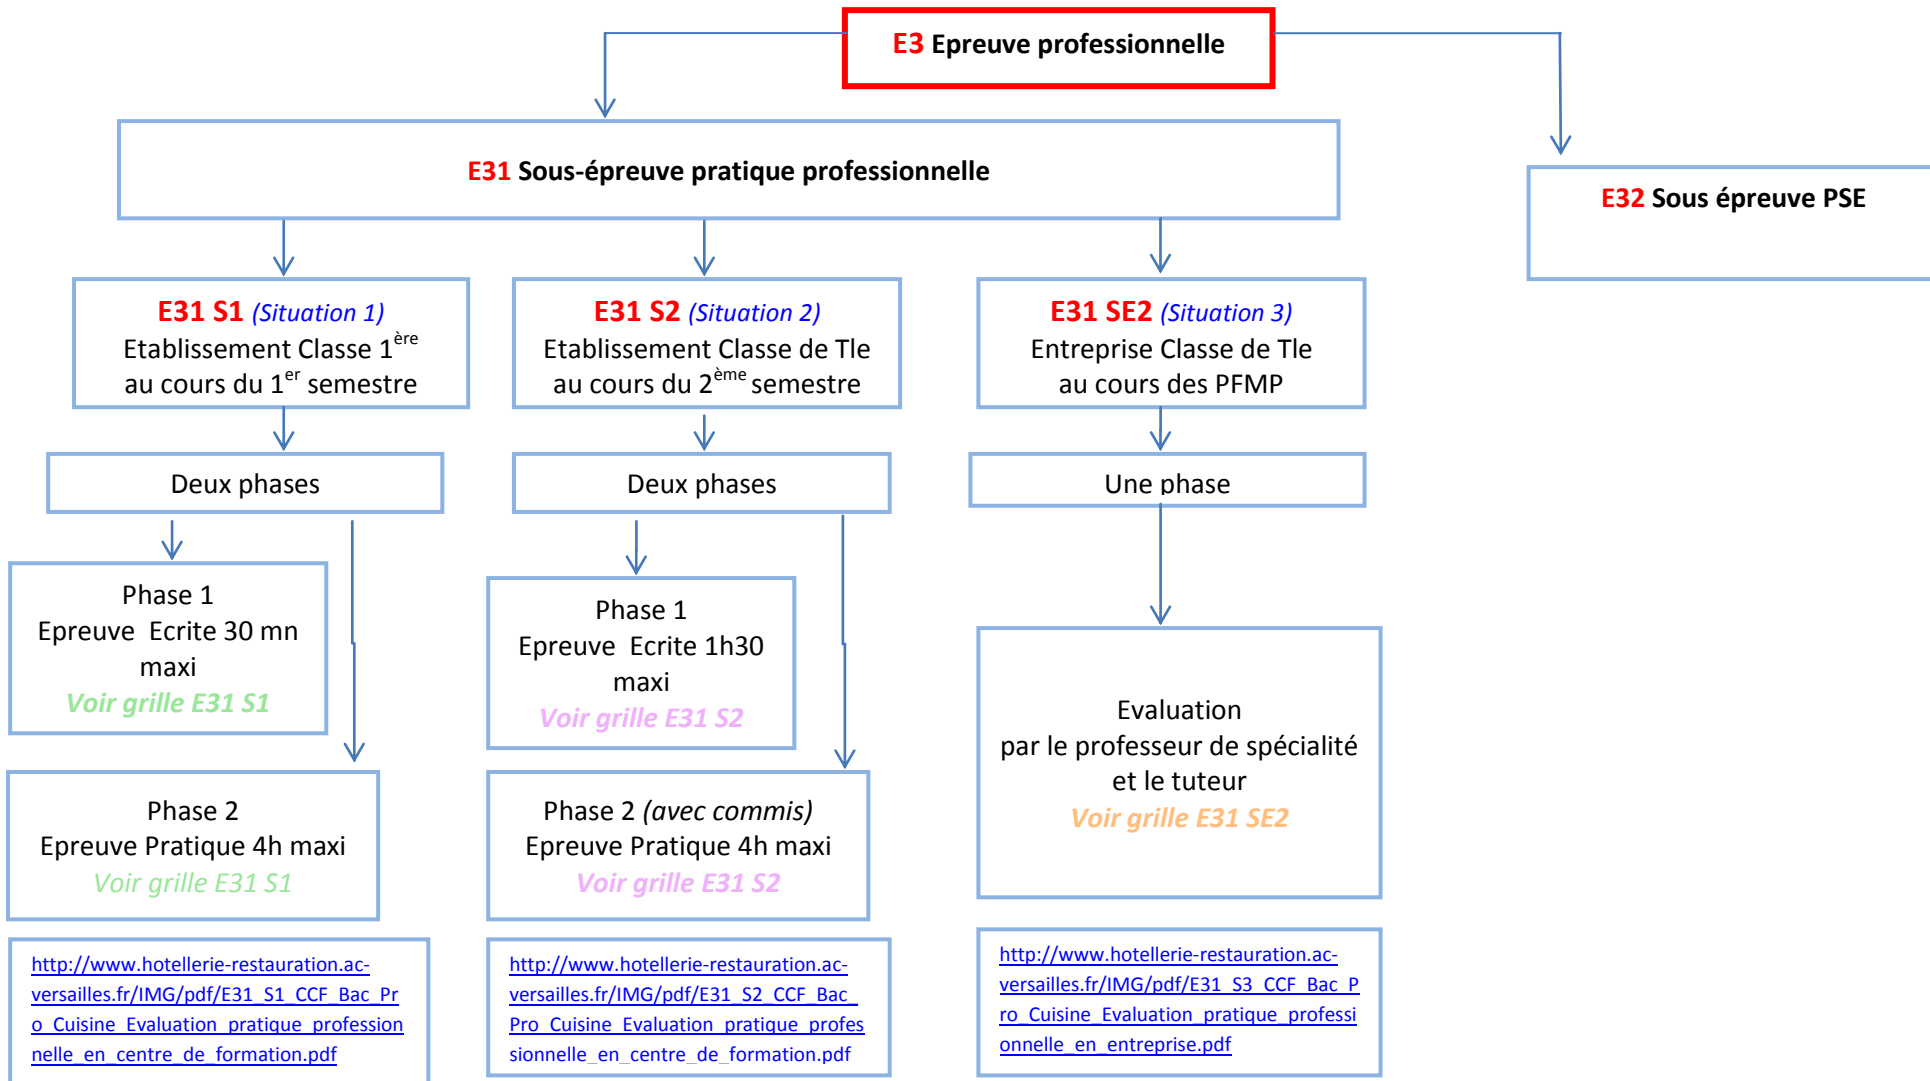 E3 Epreuve professionnelle
E31 Sous-épreuve pratique professionnelle
E32 Sous épreuve PSE
E31 S1 (Situation 1)
Etablissement Classe 1ère
au cours du 1er semestre
E31 S2 (Situation 2)
Etablissement Classe de Tle
au cours du 2ème semestre
E31 SE2 (Situation 3)
Entreprise Classe de Tle
au cours des PFMP
Deux phases
Deux phases
Une phase
Phase 1
Epreuve Ecrite 30 mn
maxi
Voir grille E31 S1
Phase 1
Epreuve Ecrite 1h30
maxi
Voir grille E31 S2
Evaluation
par le professeur de spécialité
et le tuteur
Voir grille E31 SE2
Phase 2
Epreuve Pratique 4h maxi
Voir grille E31 S1
Phase 2 (avec commis)
Epreuve Pratique 4h maxi
Voir grille E31 S2
http://www.hotellerie-restauration.ac-
versailles.fr/IMG/pdf/E31_S1_CCF_Bac_Pr
o_Cuisine_Evaluation_pratique_profession
nelle_en_centre_de_formation.pdf
http://www.hotellerie-restauration.ac-
versailles.fr/IMG/pdf/E31_S2_CCF_Bac_
Pro_Cuisine_Evaluation_pratique_profes
sionnelle_en_centre_de_formation.pdf
http://www.hotellerie-restauration.ac-
versailles.fr/IMG/pdf/E31_S3_CCF_Bac_P
ro_Cuisine_Evaluation_pratique_professi
onnelle_en_entreprise.pdf